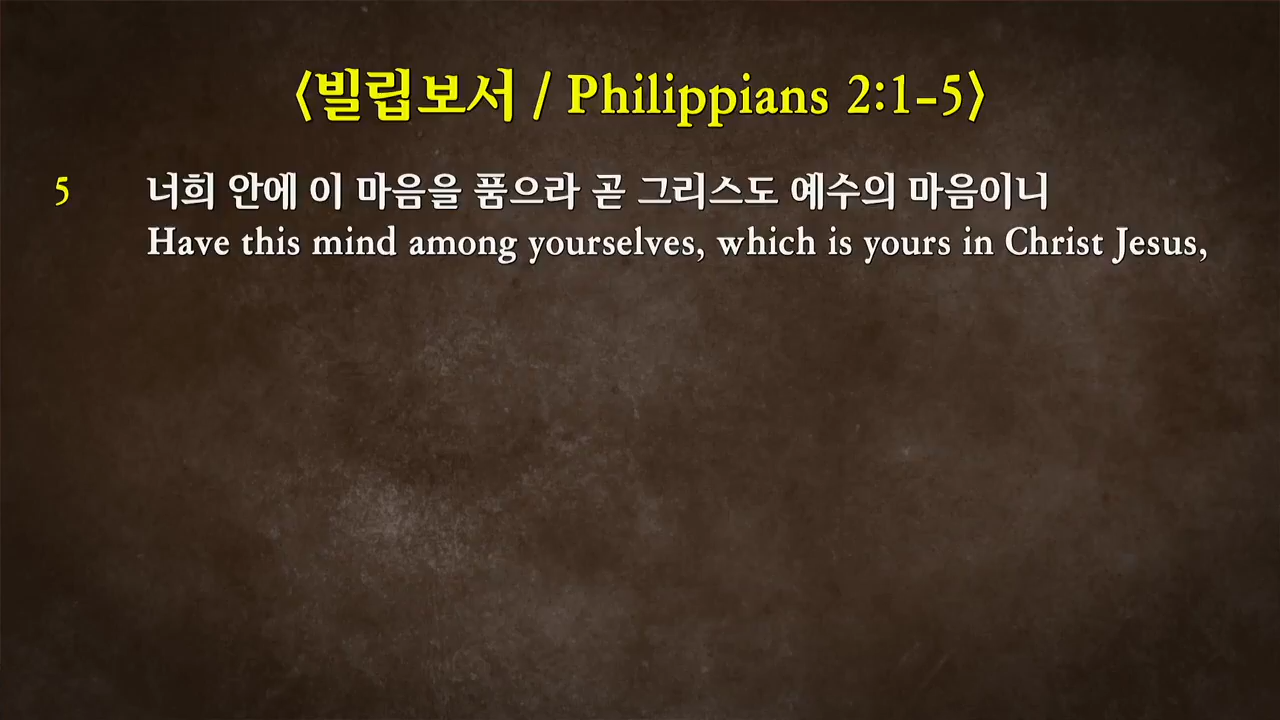 〈빌립보서 / Philippians 2:1-5〉
5 너희 안에 이 마음을 품으라 곧 그리스도 예수의 마음이니
Have this mind among yourselves, which is yours in Christ Jesus,